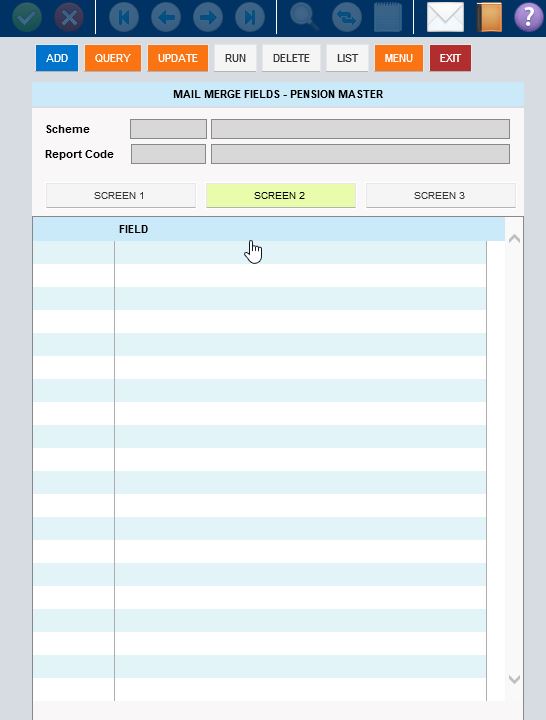 ?
ADD QUERY UPDATE RUN DELETE LIST MENU EXIT
MAIL MERGE FIELDS - PENSION MASTER
Scheme
Report Code
SCREEN 1 SCREEN 2 SCREEN 3
FIELD